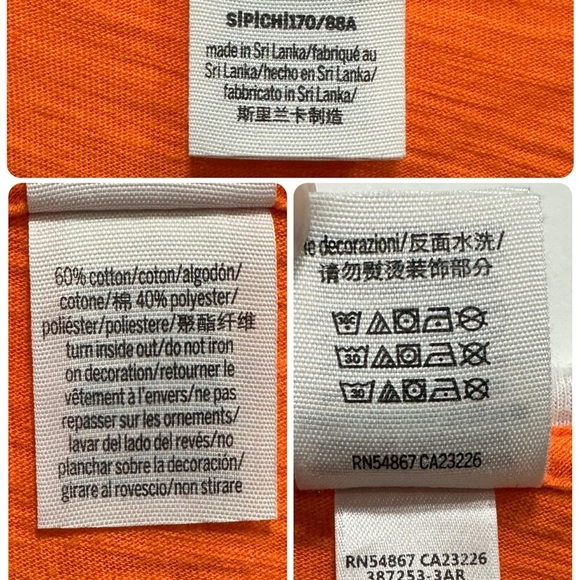 S|P|CH|170/88A
made in Sri Lanka/fabriqué au
Sri Lanka/hecho en Sri Lanka/
fabbricato in Sri Lanka/
斯里兰卡制造
60% cotton/coton/algodón/
cotone/棉 40% polyester/
poliéster/poliestere/聚酯纤维
turn inside out/do not iron
on decoration/retourner le
vêtement à l'envers/ne pas
repasser sur les ornements/
lavar del lado del revés/no
planchar sobre la decoración/
girare al rovescio/non stirare
le decorazioni/反面水洗/
请勿熨烫装饰部分
30
30
RN54867 CA23226
RN54867 CA23226
387253-3AR